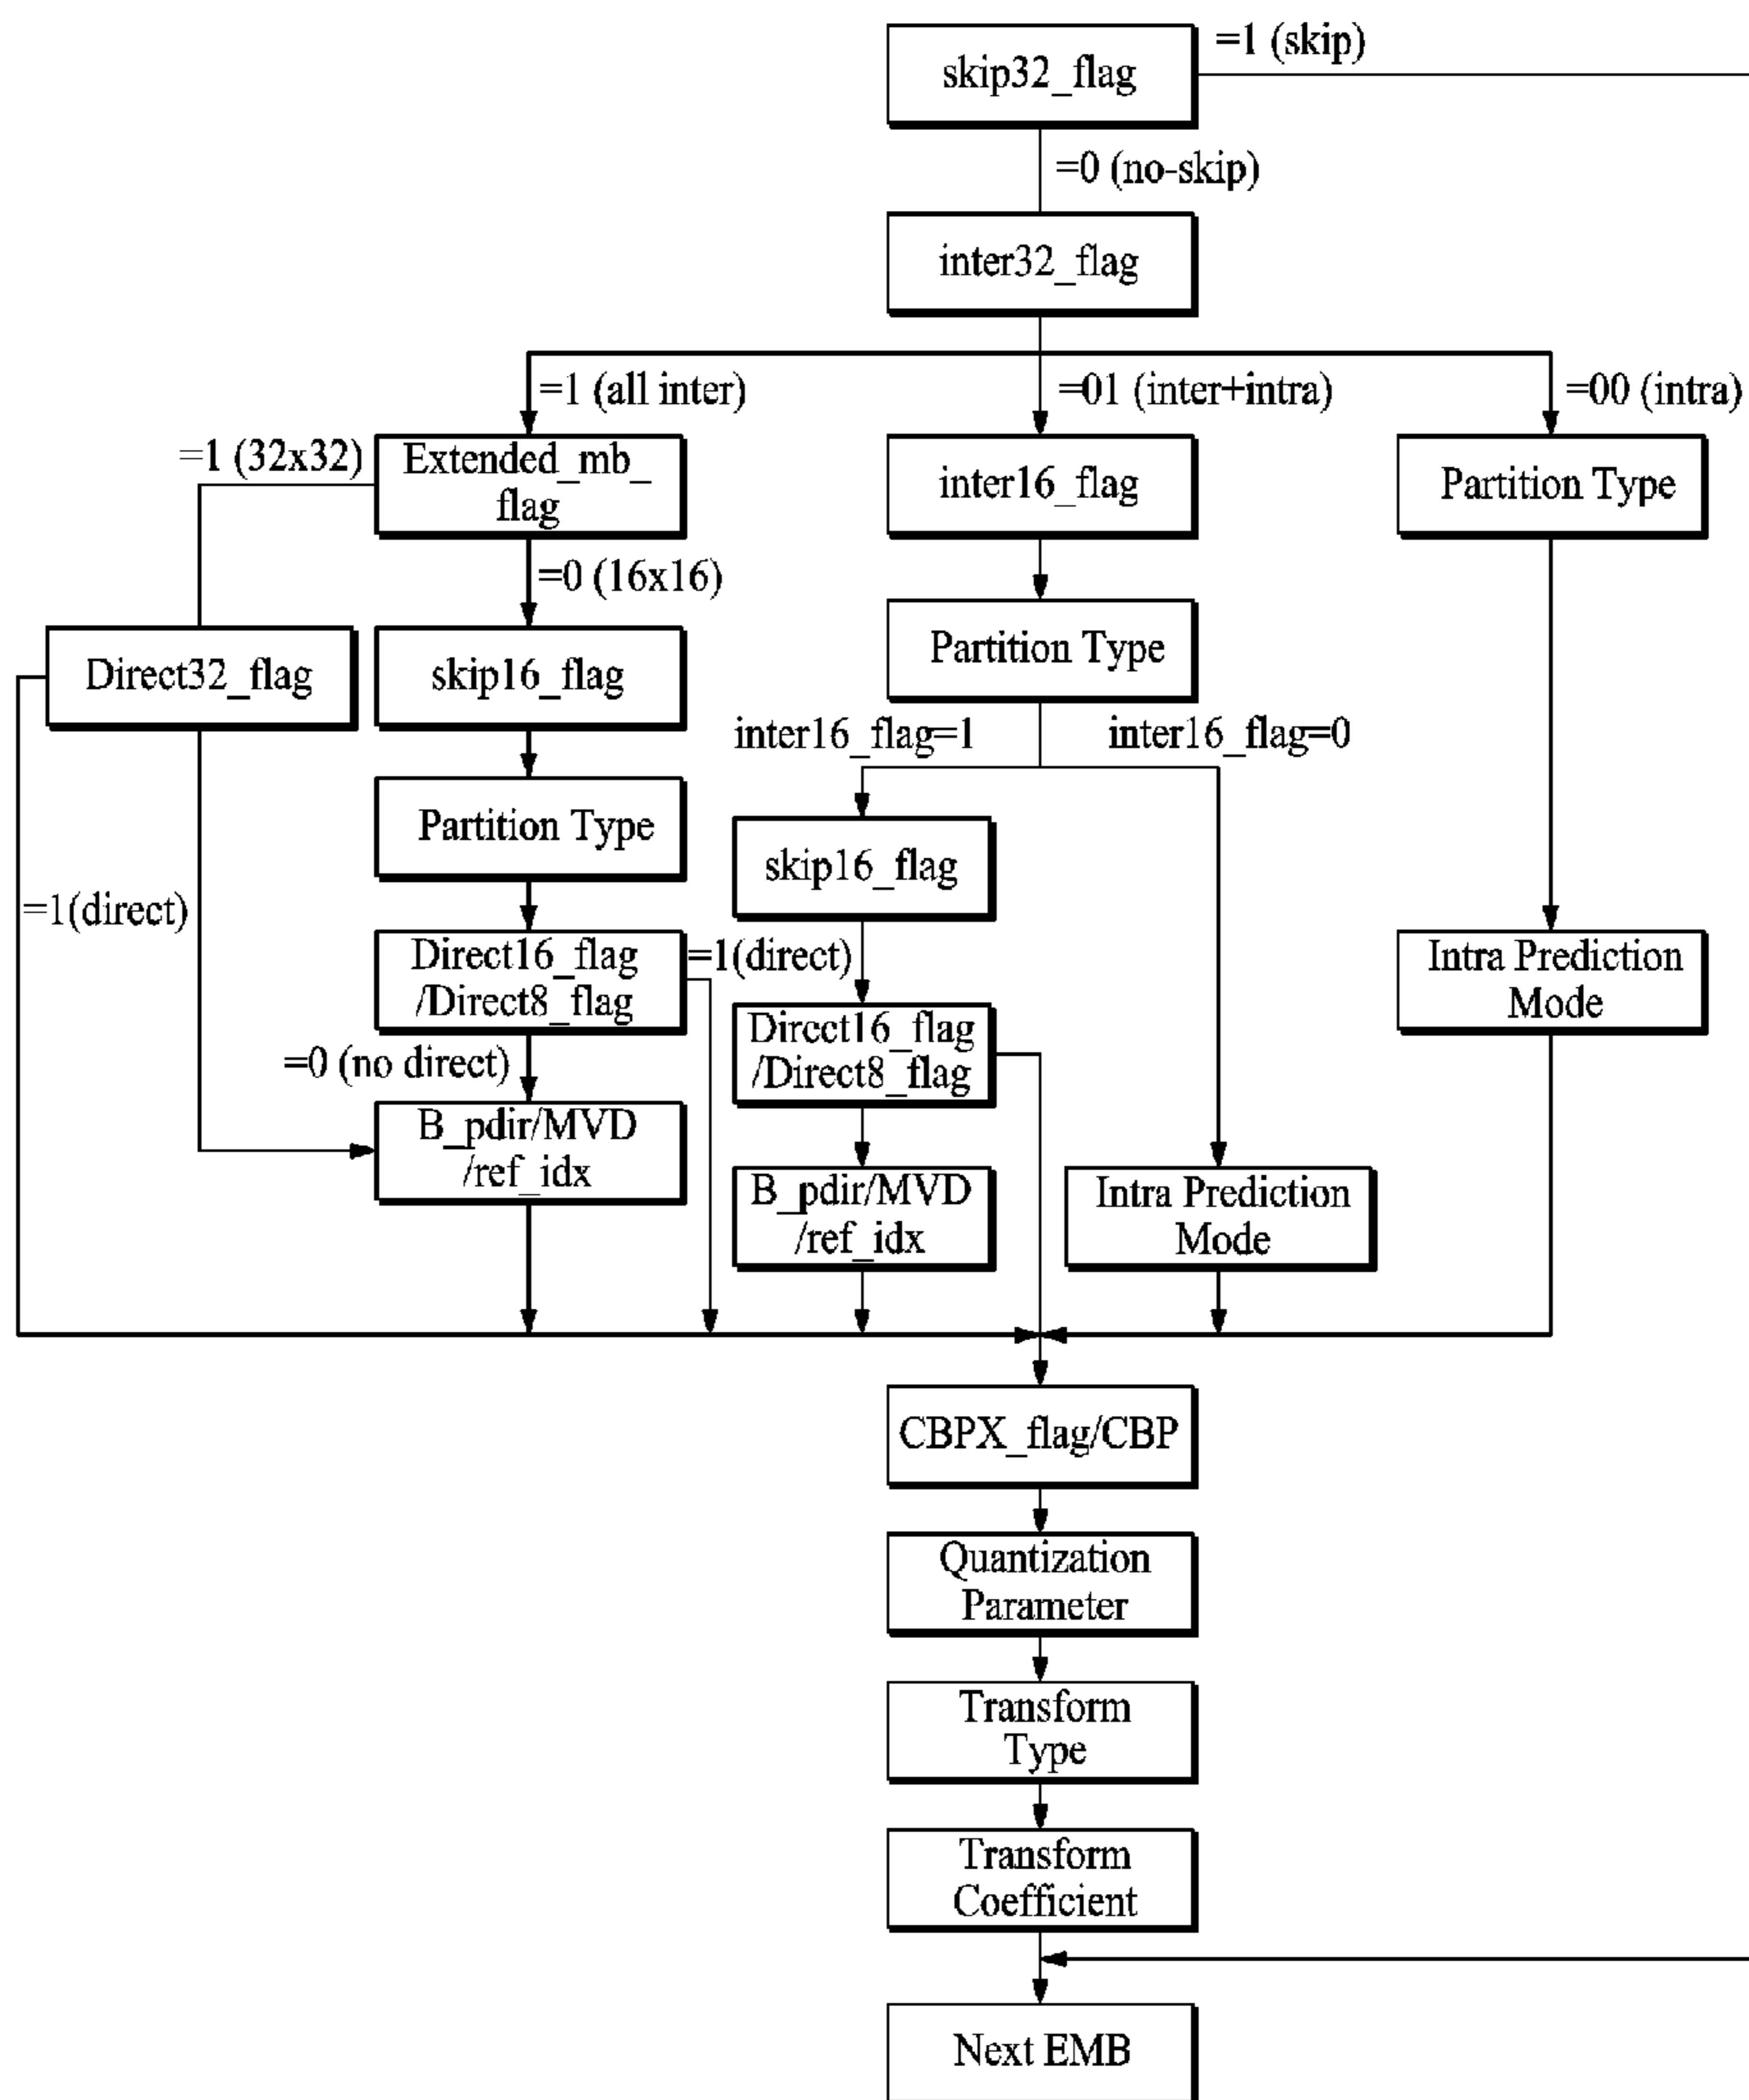 skip32_flag
=1 (skip)
=0 (no-skip)
inter32_flag
=1 (all inter)
=01 (inter+intra)
=00 (intra)
=1 (32x32)
Extended_mb_
flag
inter16_flag
Partition Type
=0 (16x16)
Direct32_flag
skip16_flag
Partition Type
inter16_flag=1
inter16_flag=0
Partition Type
skip16_flag
=1(direct)
Direct16_flag
/Direct8_flag
=1(direct)
Intra Prediction
Mode
Direct16_flag
/Direct8_flag
=0 (no direct)
B_pdir/MVD
/ref_idx
B_pdir/MVD
/ref_idx
Intra Prediction
Mode
CBPX_flag/CBP
Quantization
Parameter
Transform
Type
Transform
Coefficient
Next EMB